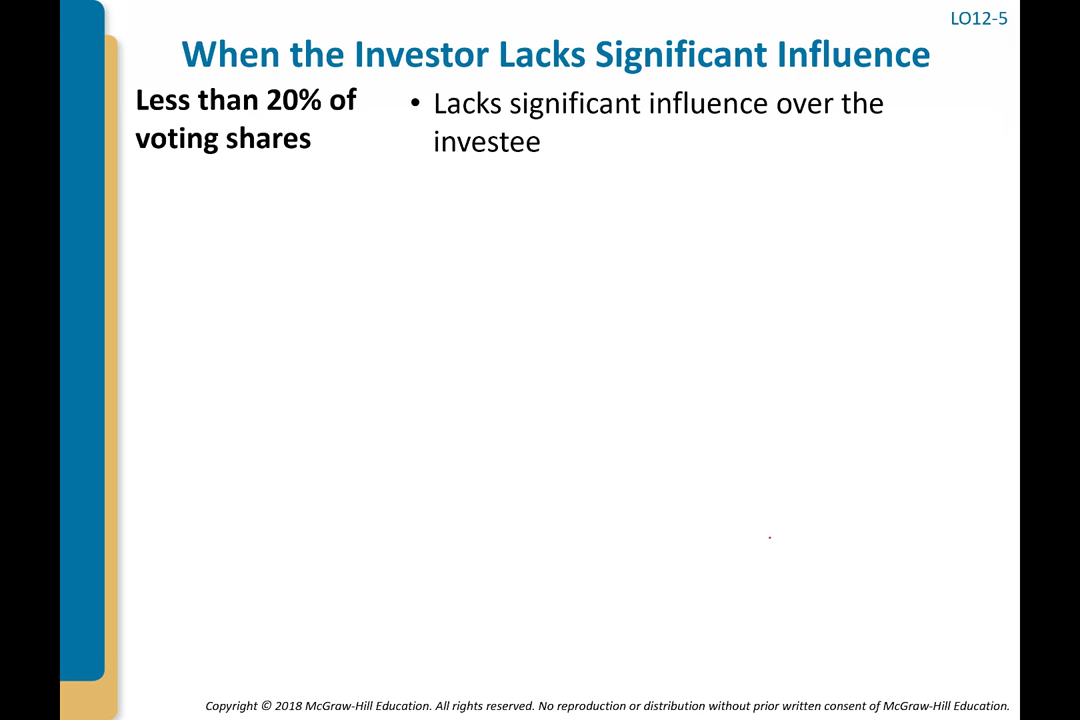 LO12-5
When the Investor Lacks Significant Influence
Less than 20% of
voting shares
• Lacks significant influence over the
investee
Copyright © 2018 McGraw-Hill Education. All rights reserved. No reproduction or distribution without prior written consent of McGraw-Hill Education.